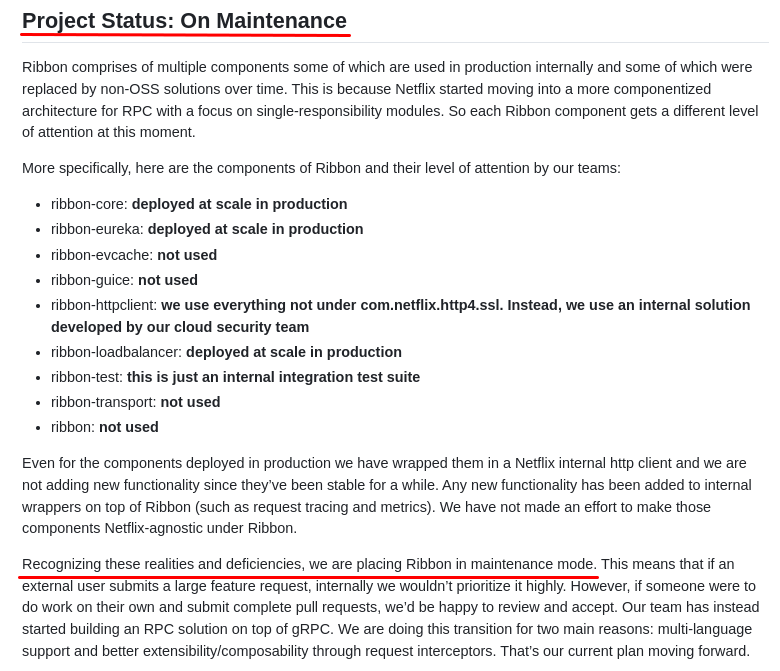 Project Status: On Maintenance
Ribbon comprises of multiple components some of which are used in production internally and some of which were
replaced by non-OSS solutions over time. This is because Netflix started moving into a more componentized
architecture for RPC with a focus on single-responsibility modules. So each Ribbon component gets a different level
of attention at this moment.
More specifically, here are the components of Ribbon and their level of attention by our teams:
• ribbon-core: deployed at scale in production
• ribbon-eureka: deployed at scale in production
• ribbon-evcache: not used
• ribbon-guice: not used
• ribbon-httpclient: we use everything not under com.netflix.http4.ssl. Instead, we use an internal solution
developed by our cloud security team
• ribbon-loadbalancer: deployed at scale in production
• ribbon-test: this is just an internal integration test suite
• ribbon-transport: not used
• ribbon: not used
Even for the components deployed in production we have wrapped them in a Netflix internal http client and we are
not adding new functionality since they’ve been stable for a while. Any new functionality has been added to internal
wrappers on top of Ribbon (such as request tracing and metrics). We have not made an effort to make those
components Netflix-agnostic under Ribbon.
Recognizing these realities and deficiencies, we are placing Ribbon in maintenance mode. This means that if an
external user submits a large feature request, internally we wouldn’t prioritize it highly. However, if someone were to
do work on their own and submit complete pull requests, we’d be happy to review and accept. Our team has instead
started building an RPC solution on top of gRPC. We are doing this transition for two main reasons: multi-language
support and better extensibility/composability through request interceptors. That’s our current plan moving forward.